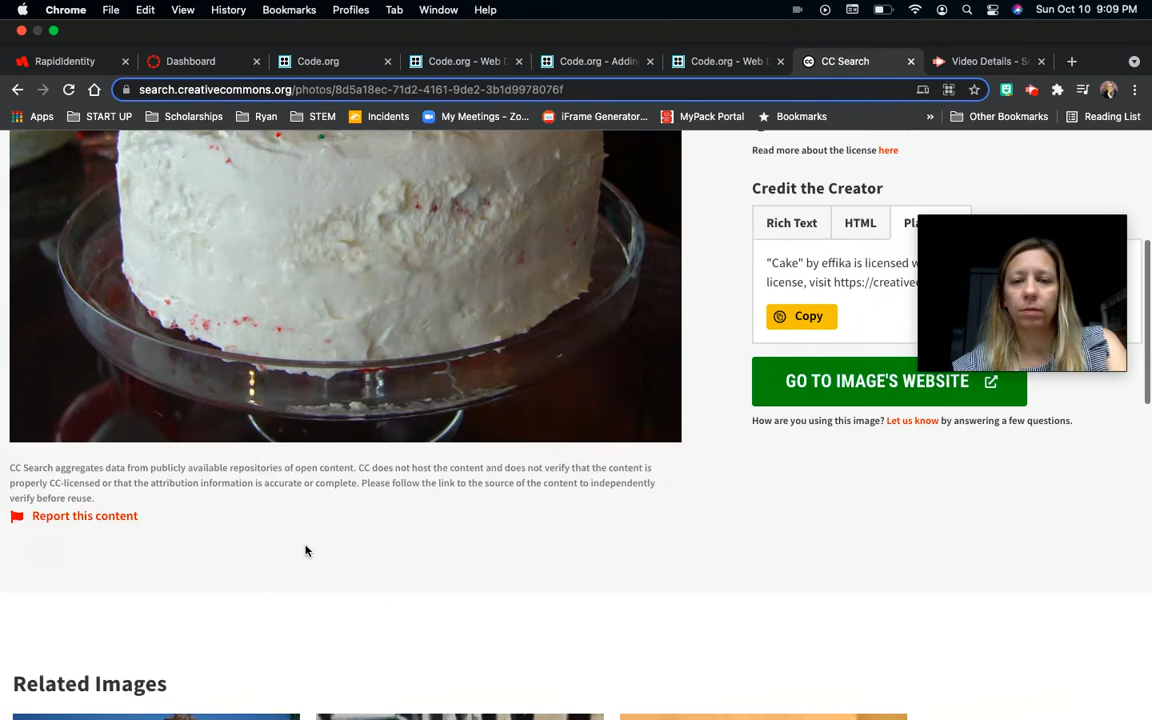 Chrome File Edit View History Bookmarks Profiles Tab Window Help Sun Oct 10 9:09 PM
RapidIdentity Dashboard Code.org Code.org - Web D Code.org - Addin Code.org - Web D CC Search Video Details - Sc
search.creativecommons.org/photos/8d5a18ec-71d2-4161-9de2-3b1d9978076f
Apps START UP Scholarships Ryan STEM Incidents My Meetings - Zo... iFrame Generator... MyPack Portal Bookmarks » Other Bookmarks Reading List
Read more about the license here
Credit the Creator
Rich Text HTML Pla
"Cake" by effika is licensed w
license, visit https://creatived
Copy
GO TO IMAGE'S WEBSITE
How are you using this image? Let us know by answering a few questions.
CC Search aggregates data from publicly available repositories of open content. CC does not host the content and does not verify that the content is
properly CC-licensed or that the attribution information is accurate or complete. Please follow the link to the source of the content to independently
verify before reuse.
Report this content
Related Images